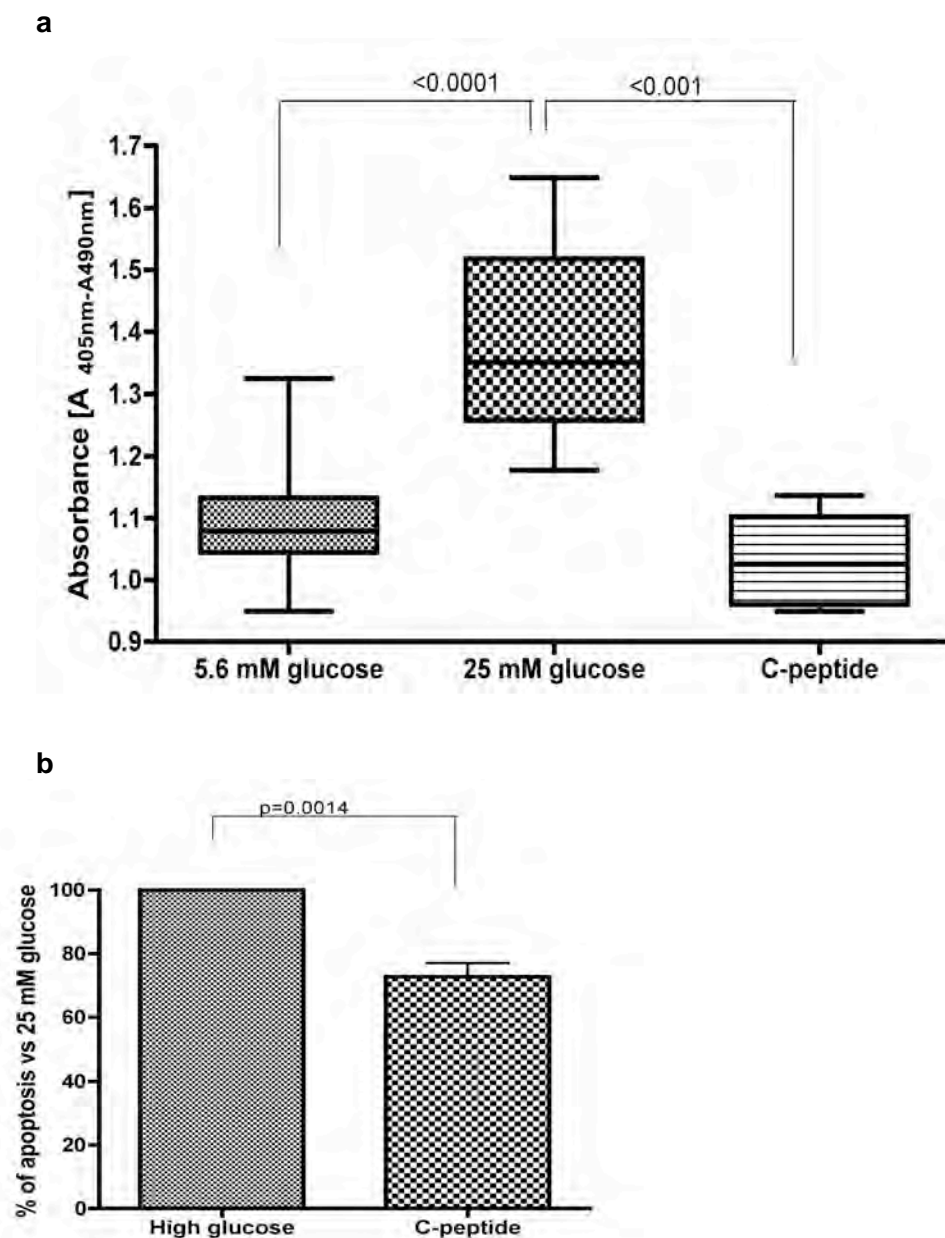 a
<0.0001
<0.001
1.7
1.6
1.5
1.4
1.3
1.2
1.1
1.0
0.9
Absorbance [A 405nm-A490nm]
5.6 mM glucose
25 mM glucose
C-peptide
b
p=0.0014
100
80
60
40
20
0
% of apoptosis vs 25 mM glucose
High glucose
C-peptide